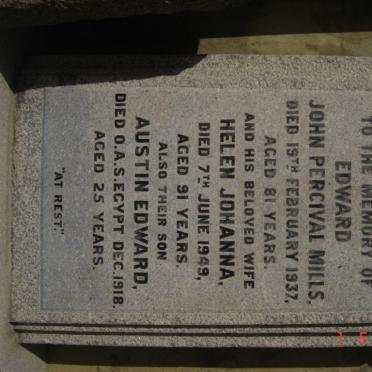 TO THE MEMORY OF
EDWARD
JOHN PERCIVAL MILLS.
DIED 19TH FEBRUARY 1937,
AGED 81 YEARS.
AND HIS BELOVED WIFE
HELEN JOHANNA,
DIED 7TH JUNE 1949,
AGED 91 YEARS.
ALSO THEIR SON
AUSTIN EDWARD,
DIED O.A.S. EGYPT DEC. 1918.
AGED 25 YEARS.
"AT REST."